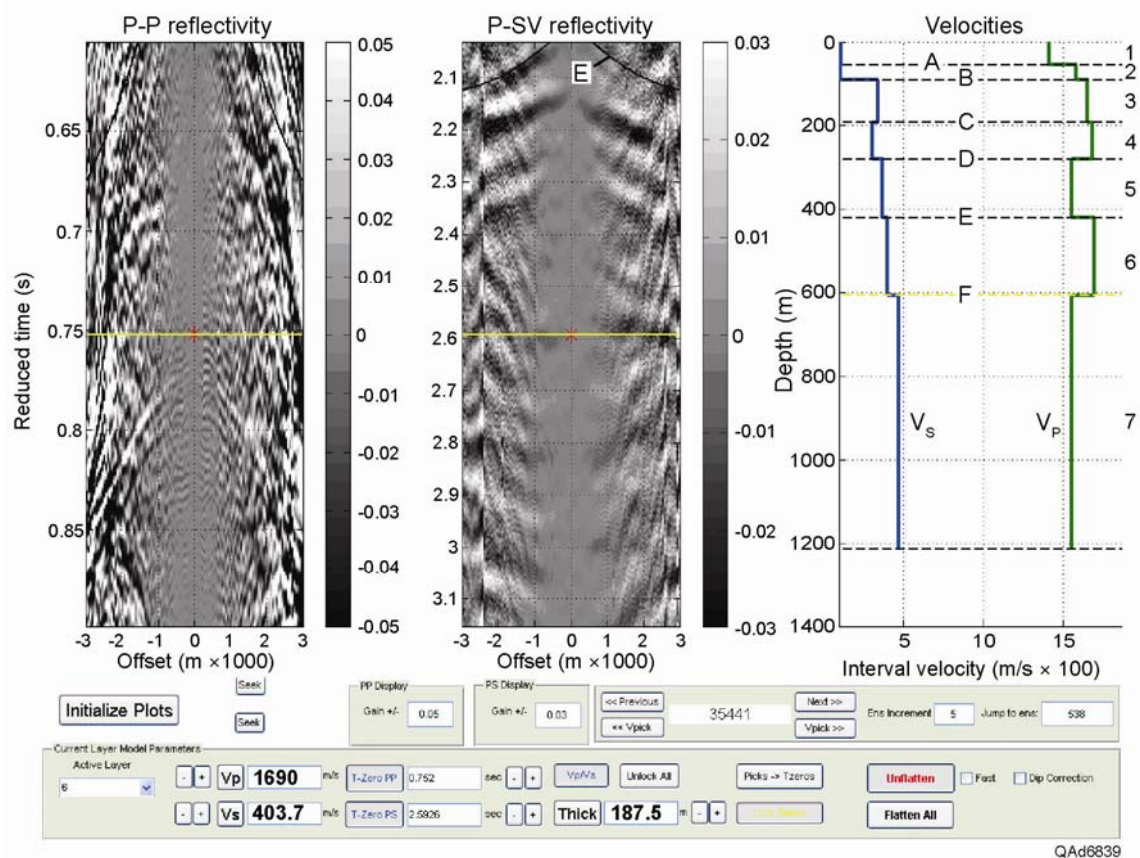 P-P reflectivity
P-SV reflectivity
Velocities
Reduced time (s)
0.65
0.7
0.75
0.8
0.85
-3 -2 -1 0 1 2 3
Offset (m ×1000)
0.05
0.04
0.03
0.02
0.01
0
-0.01
-0.02
-0.03
-0.04
-0.05
E
2.1
2.2
2.3
2.4
2.5
2.6
2.7
2.8
2.9
3
3.1
-3 -2 -1 0 1 2 3
Offset (m ×1000)
0.03
0.02
0.01
0
-0.01
-0.02
-0.03
Depth (m)
0
200
400
600
800
1000
1200
1400
A
B
C
D
E
F
VS
VP
1
2
3
4
5
6
7
5 10 15
Interval velocity (m/s × 100)
Initialize Plots
Seek
Seek
PP Display
Gain +/- 0.05
PS Display
Gain +/- 0.03
<< Previous
<< Vpick
35441
Next >>
Vpick >>
Ens Increment 5
Jump to ens: 538
Current Layer Model Parameters
Active Layer
6
- + Vp 1690 m/s T-Zero PP 0.752 sec - + Vp/Vs Unlock All Picks -> Tzeros Unflatten Fast Dip Correction
- + Vs 403.7 m/s T-Zero PS 2.5926 sec - + Thick 187.5 m - + Flatten All
QAd6839